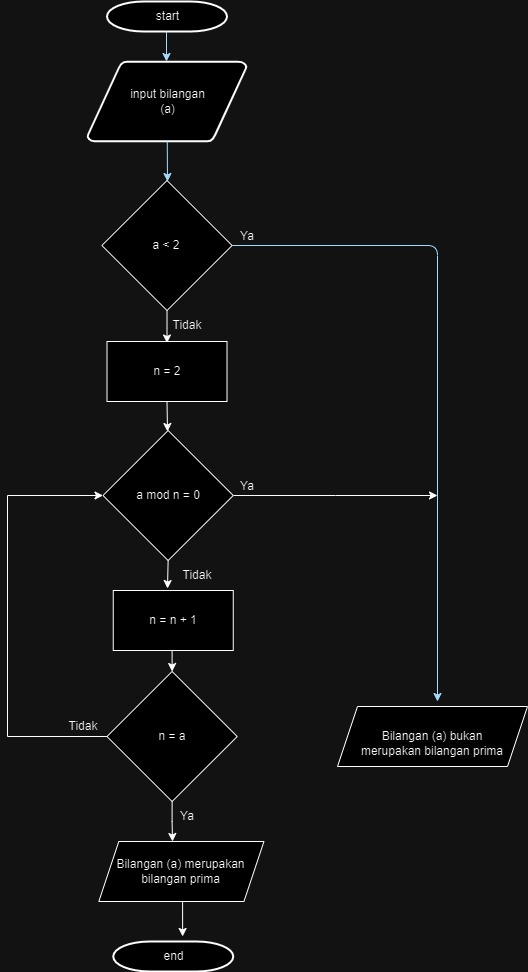 start
input bilangan
(a)
a < 2
Ya
Tidak
n = 2
a mod n = 0
Ya
Tidak
n = n + 1
n = a
Tidak
Ya
Bilangan (a) bukan
merupakan bilangan prima
Bilangan (a) merupakan
bilangan prima
end